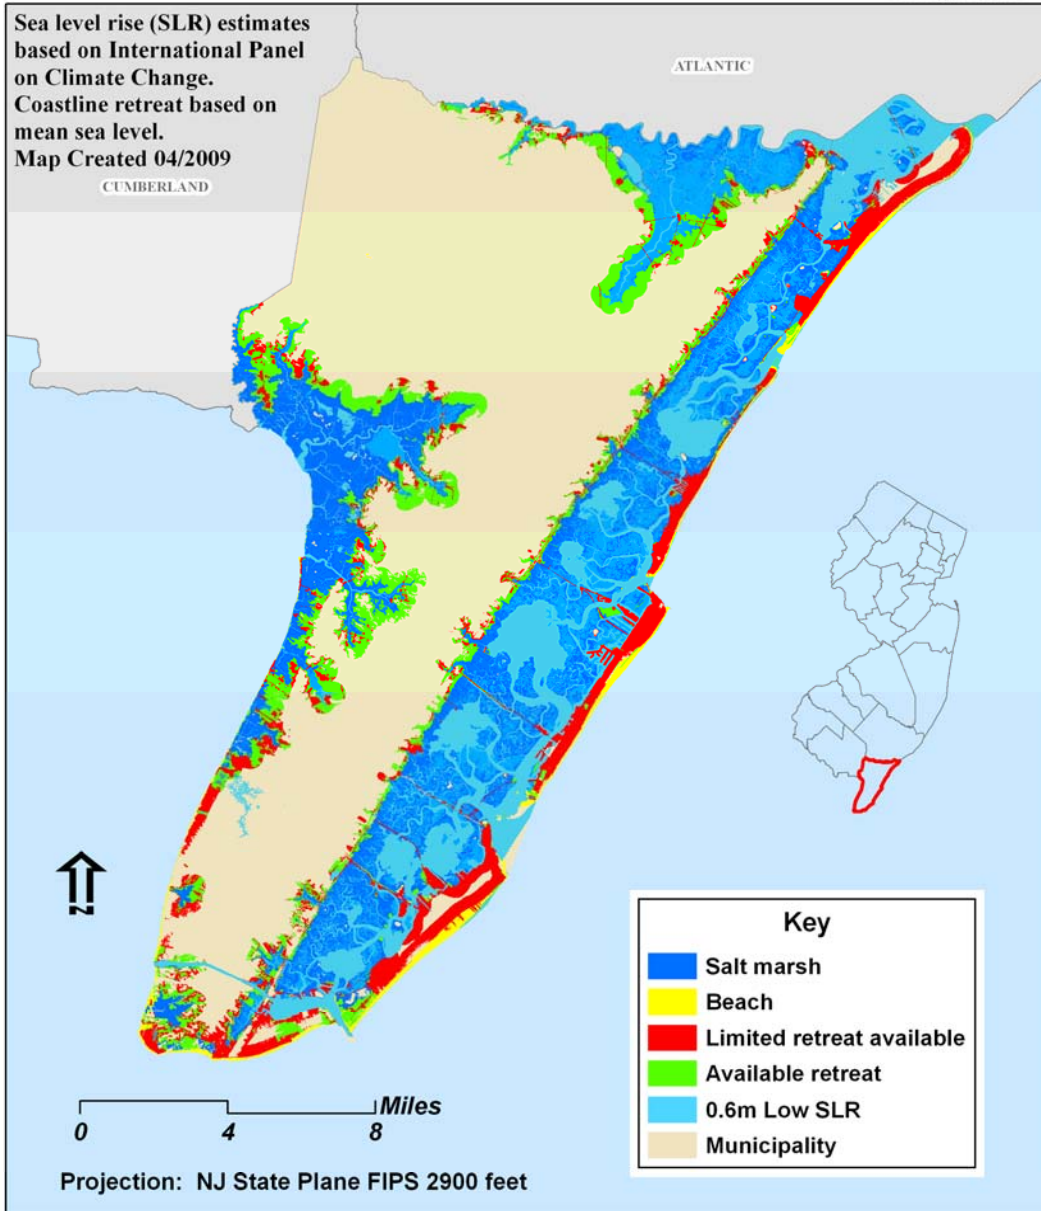 Sea level rise (SLR) estimates
based on International Panel
on Climate Change.
Coastline retreat based on
mean sea level.
Map Created 04/2009
ATLANTIC
CUMBERLAND
N
Key
Salt marsh
Beach
Limited retreat available
Available retreat
0.6m Low SLR
Municipality
Miles
0 4 8
Projection: NJ State Plane FIPS 2900 feet